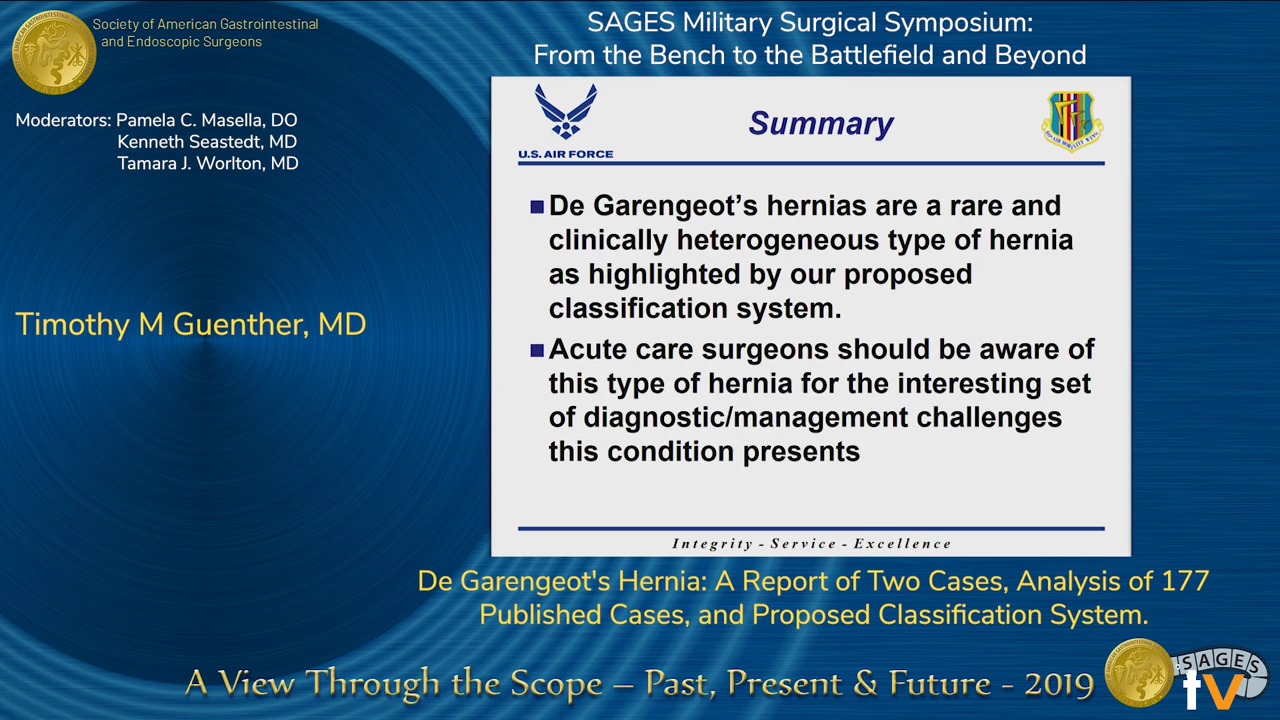 Society of American Gastrointestinal
and Endoscopic Surgeons
SAGES Military Surgical Symposium:
From the Bench to the Battlefield and Beyond
Moderators: Pamela C. Masella, DO
Kenneth Seastedt, MD
Tamara J. Worlton, MD
Timothy M Guenther, MD
U.S. AIR FORCE
Summary
De Garengeot's hernias are a rare and
clinically heterogeneous type of hernia
as highlighted by our proposed
classification system.
Acute care surgeons should be aware of
this type of hernia for the interesting set
of diagnostic/management challenges
this condition presents
Integrity - Service - Excellence
De Garengeot's Hernia: A Report of Two Cases, Analysis of 177
Published Cases, and Proposed Classification System.
A View Through the Scope – Past, Present & Future - 2019
SAGES
tv